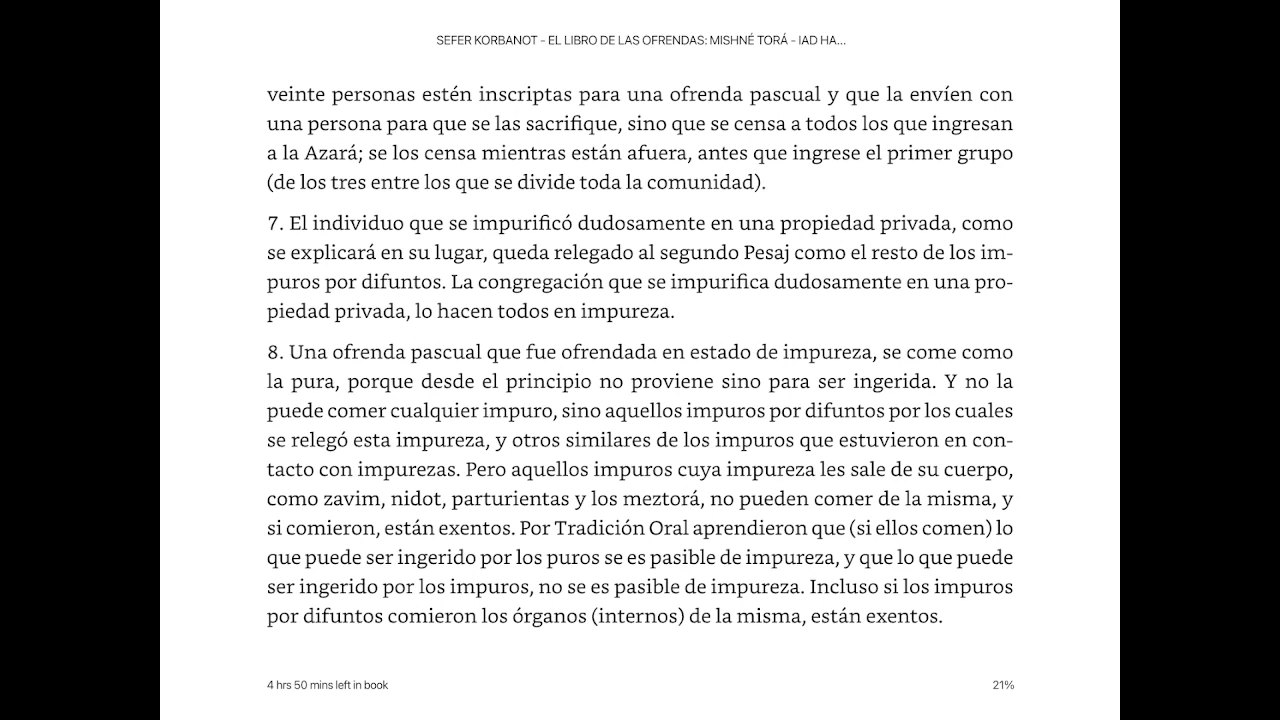 SEFER KORBANOT - EL LIBRO DE LAS OFRENDAS: MISHNÉ TORÁ - IAD HA...
veinte personas estén inscriptas para una ofrenda pascual y que la envíen con
una persona para que se las sacrifique, sino que se censa a todos los que ingresan
a la Azará; se los censa mientras están afuera, antes que ingrese el primer grupo
(de los tres entre los que se divide toda la comunidad).
7. El individuo que se impurificó dudosamente en una propiedad privada, como
se explicará en su lugar, queda relegado al segundo Pesaj como el resto de los im-
puros por difuntos. La congregación que se impurifica dudosamente en una pro-
piedad privada, lo hacen todos en impureza.
8. Una ofrenda pascual que fue ofrendada en estado de impureza, se come como
la pura, porque desde el principio no proviene sino para ser ingerida. Y no la
puede comer cualquier impuro, sino aquellos impuros por difuntos por los cuales
se relegó esta impureza, y otros similares de los impuros que estuvieron en con-
tacto con impurezas. Pero aquellos impuros cuya impureza les sale de su cuerpo,
como zavim, nidot, parturientas y los meztorá, no pueden comer de la misma, y
si comieron, están exentos. Por Tradición Oral aprendieron que (si ellos comen) lo
que puede ser ingerido por los puros se es pasible de impureza, y que lo que puede
ser ingerido por los impuros, no se es pasible de impureza. Incluso si los impuros
por difuntos comieron los órganos (internos) de la misma, están exentos.
4 hrs 50 mins left in book
21%